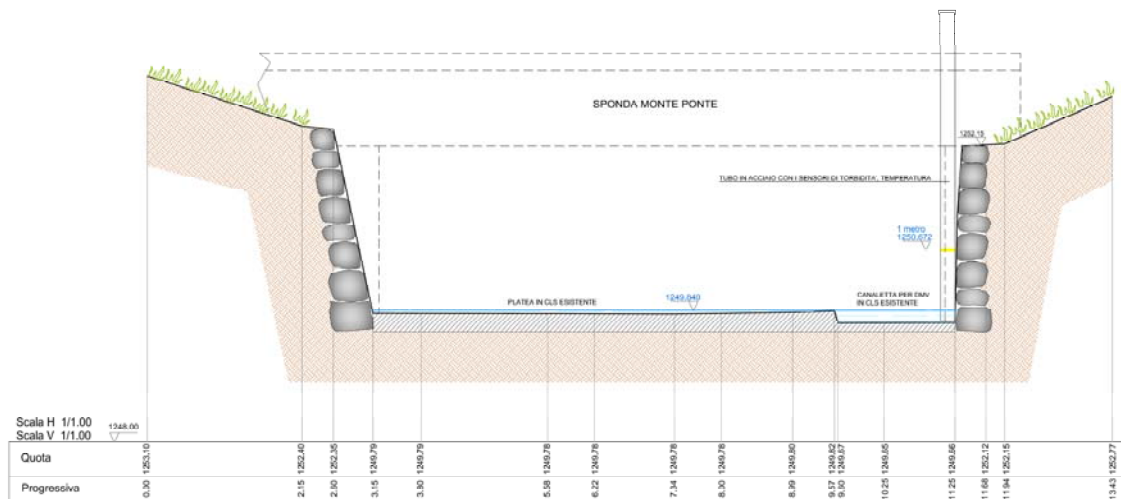 SPONDA MONTE PONTE
1252.15
TUBO IN ACCIAIO CON I SENSORI DI TORBIDITA', TEMPERATURA
1 metro
1250.672
PLATEA IN CLS ESISTENTE
1249.840
CANALETTA PER DMV
IN CLS ESISTENTE
Scala H 1/1.00
Scala V 1/1.00
1248.00
Quota 1253.10 1252.40 1252.35 1249.79 1249.79 1249.78 1249.78 1249.78 1249.78 1249.80 1249.82 1249.67 1249.65 1249.66 1252.12 1252.15 1252.77
Progressiva 0.00 2.15 2.60 3.15 3.80 5.58 6.22 7.34 8.00 8.99 9.57 9.60 10.25 11.25 11.68 11.94 13.43